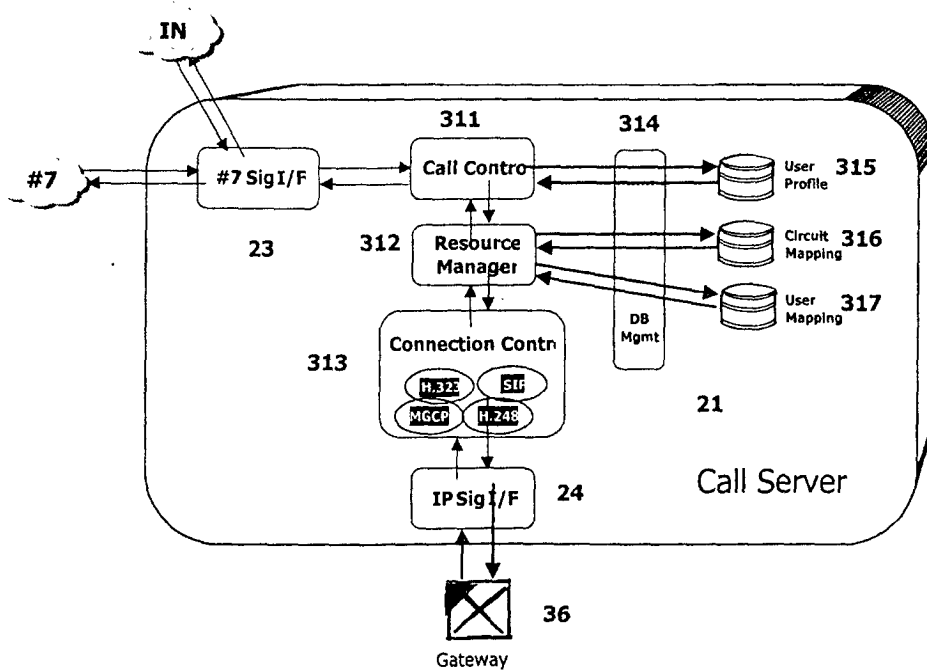 IN
311
314
#7
#7 Sig I/F
Call Contro
User
Profile
315
23
312
Resource
Manager
Circuit
Mapping
316
User
Mapping
317
DB
Mgmt
313
Connection Contr
H.323
SIP
MGCP
H.248
21
IP Sig I/F
24
Call Server
36
Gateway